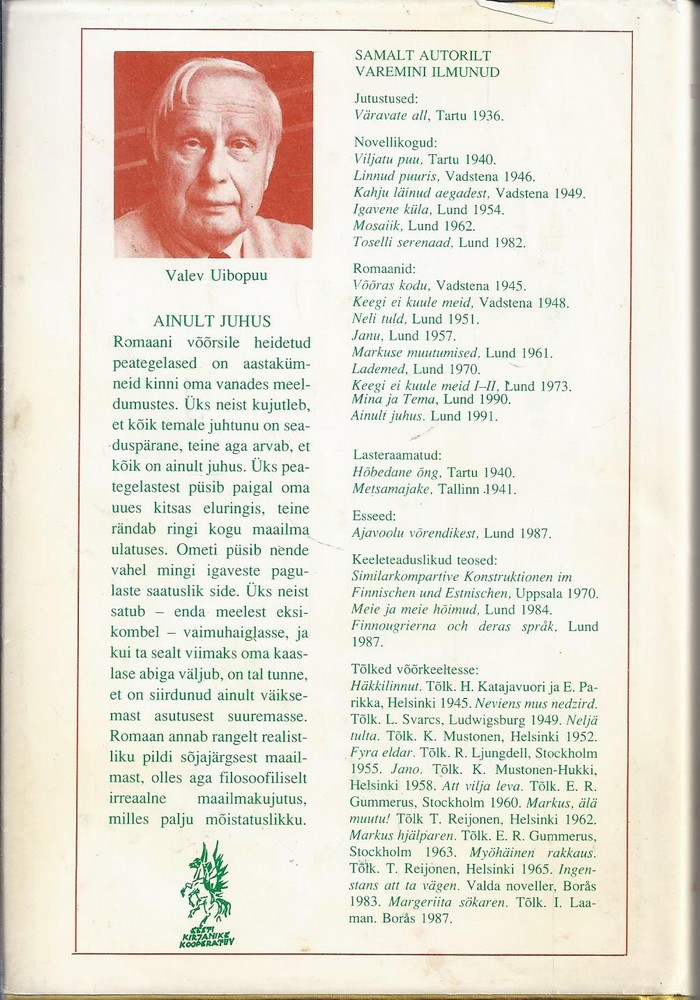 Valev Uibopuu
AINULT JUHUS
Romaani võõrsile heidetud
peategelased on aastaküm-
neid kinni oma vanades meel-
dumustes. Üks neist kujutleb,
et kõik temale juhtunu on sea-
duspärane, teine aga arvab, et
kõik on ainult juhus. Üks pea-
tegelastest püsib paigal oma
uues kitsas eluringis, teine
rändab ringi kogu maailma
ulatuses. Ometi püsib nende
vahel mingi igaveste pagu-
laste saatuslik side. Üks neist
satub – enda meelest eksi-
kombel – vaimuhaiglasse, ja
kui ta sealt viimaks oma kaas-
lase abiga väljub, on tal tunne,
et on siirdunud ainult väikse-
mast asutusest suuremasse.
Romaan annab rangelt realist-
liku pildi sõjajärgsest maail-
mast, olles aga filosoofiliselt
irreaalne maailmakujutus,
milles palju mõistatuslikku.
EESTI
KIRJANIKE
KOOPERATIIV
SAMALT AUTORILT
VAREMINI ILMUNUD
Jutustused:
Väravate all, Tartu 1936.
Novellikogud:
Viljatu puu, Tartu 1940.
Linnud puuris, Vadstena 1946.
Kahju läinud aegadest, Vadstena 1949.
Igavene küla, Lund 1954.
Mosaiik, Lund 1962.
Toselli serenaad, Lund 1982.
Romaanid:
Võõras kodu, Vadstena 1945.
Keegi ei kuule meid, Vadstena 1948.
Neli tuld, Lund 1951.
Janu, Lund 1957.
Markuse muutumised, Lund 1961.
Lademed, Lund 1970.
Keegi ei kuule meid I–II, Lund 1973.
Mina ja Tema, Lund 1990.
Ainult juhus. Lund 1991.
Lasteraamatud:
Hõbedane õng, Tartu 1940.
Metsamajake, Tallinn 1941.
Esseed:
Ajavoolu võrendikest, Lund 1987.
Keeleteaduslikud teosed:
Similarkompartive Konstruktionen im
Finnischen und Estnischen, Uppsala 1970.
Meie ja meie hõimud, Lund 1984.
Finnougrierna och deras språk, Lund
1987.
Tõlked võõrkeeltesse:
Häkkilinnut. Tõlk. H. Katajavuori ja E. Pa-
rikka, Helsinki 1945. Neviens mus nedzird.
Tõlk. L. Svarcs, Ludwigsburg 1949. Neljä
tulta. Tõlk. K. Mustonen, Helsinki 1952.
Fyra eldar. Tõlk. R. Ljungdell, Stockholm
1955. Jano. Tõlk. K. Mustonen-Hukki,
Helsinki 1958. Att vilja leva. Tõlk. E. R.
Gummerus, Stockholm 1960. Markus, älä
muutu! Tõlk T. Reijonen, Helsinki 1962.
Markus hjälparen. Tõlk. E. R. Gummerus,
Stockholm 1963. Myöhäinen rakkaus.
Tõlk. T. Reijonen, Helsinki 1965. Ingen-
stans att ta vägen. Valda noveller, Borås
1983. Margeriita sökaren. Tõlk. I. Laa-
man. Borås 1987.